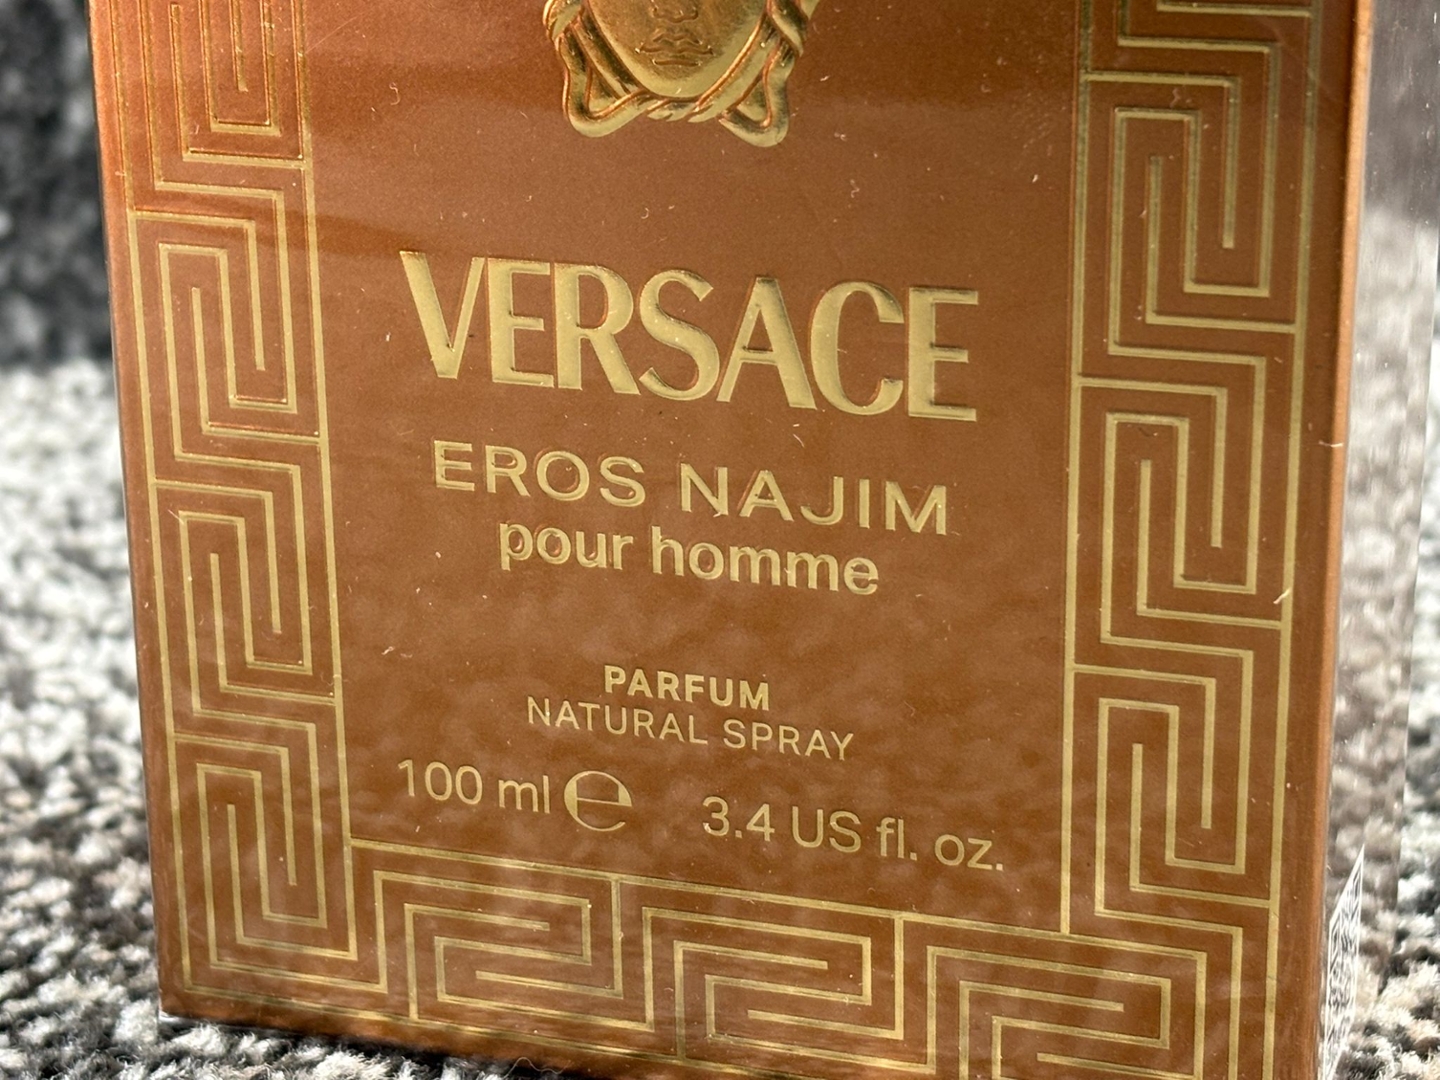 VERSACE
EROS NAJIM
pour homme
PARFUM
NATURAL SPRAY
100 ml ℮ 3.4 US fl. oz.